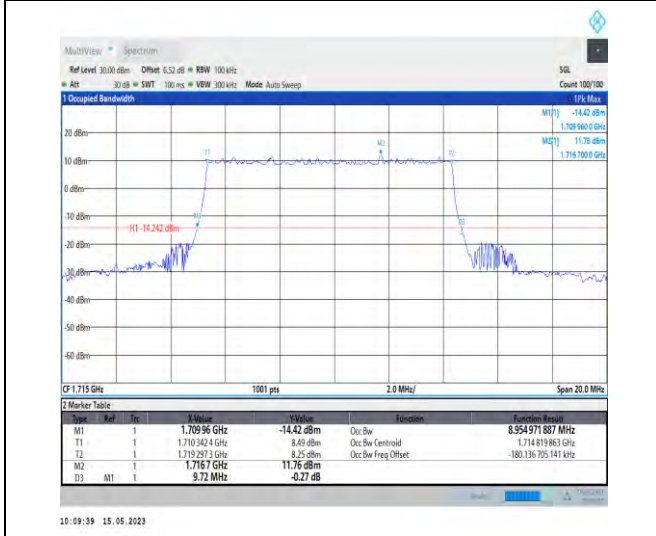 MultiView Spectrum
Ref Level 30.00 dBm Offset 6.52 dB RBW 100 kHz SGL
Att 30 dB SWT 100 ms VBW 300 kHz Mode Auto Sweep Count 100/100
1 Occupied Bandwidth 1Pk Max
M1[1] -14.42 dBm
1.709 960 0 GHz
M2[1] 11.76 dBm
1.716 700 0 GHz
20 dBm
M2
T1 T2
10 dBm
0 dBm
-10 dBm
H1 -14.242 dBm
-30 dBm
-40 dBm
-50 dBm
-60 dBm
CF 1.715 GHz 1001 pts 2.0 MHz/ Span 20.0 MHz
2 Marker Table
Type Ref Trc X-Value Y-Value Function Function Result
M1 1 1.709 96 GHz -14.42 dBm Occ Bw 8.954 971 887 MHz
T1 1 1.710 342 4 GHz 8.49 dBm Occ Bw Centroid 1.714 819 863 GHz
T2 1 1.719 297 3 GHz 8.25 dBm Occ Bw Freq Offset -180.136 705 141 kHz
M2 1 1.716 7 GHz 11.76 dBm
D3 M1 1 9.72 MHz -0.27 dB
10:09:39 15.05.2023